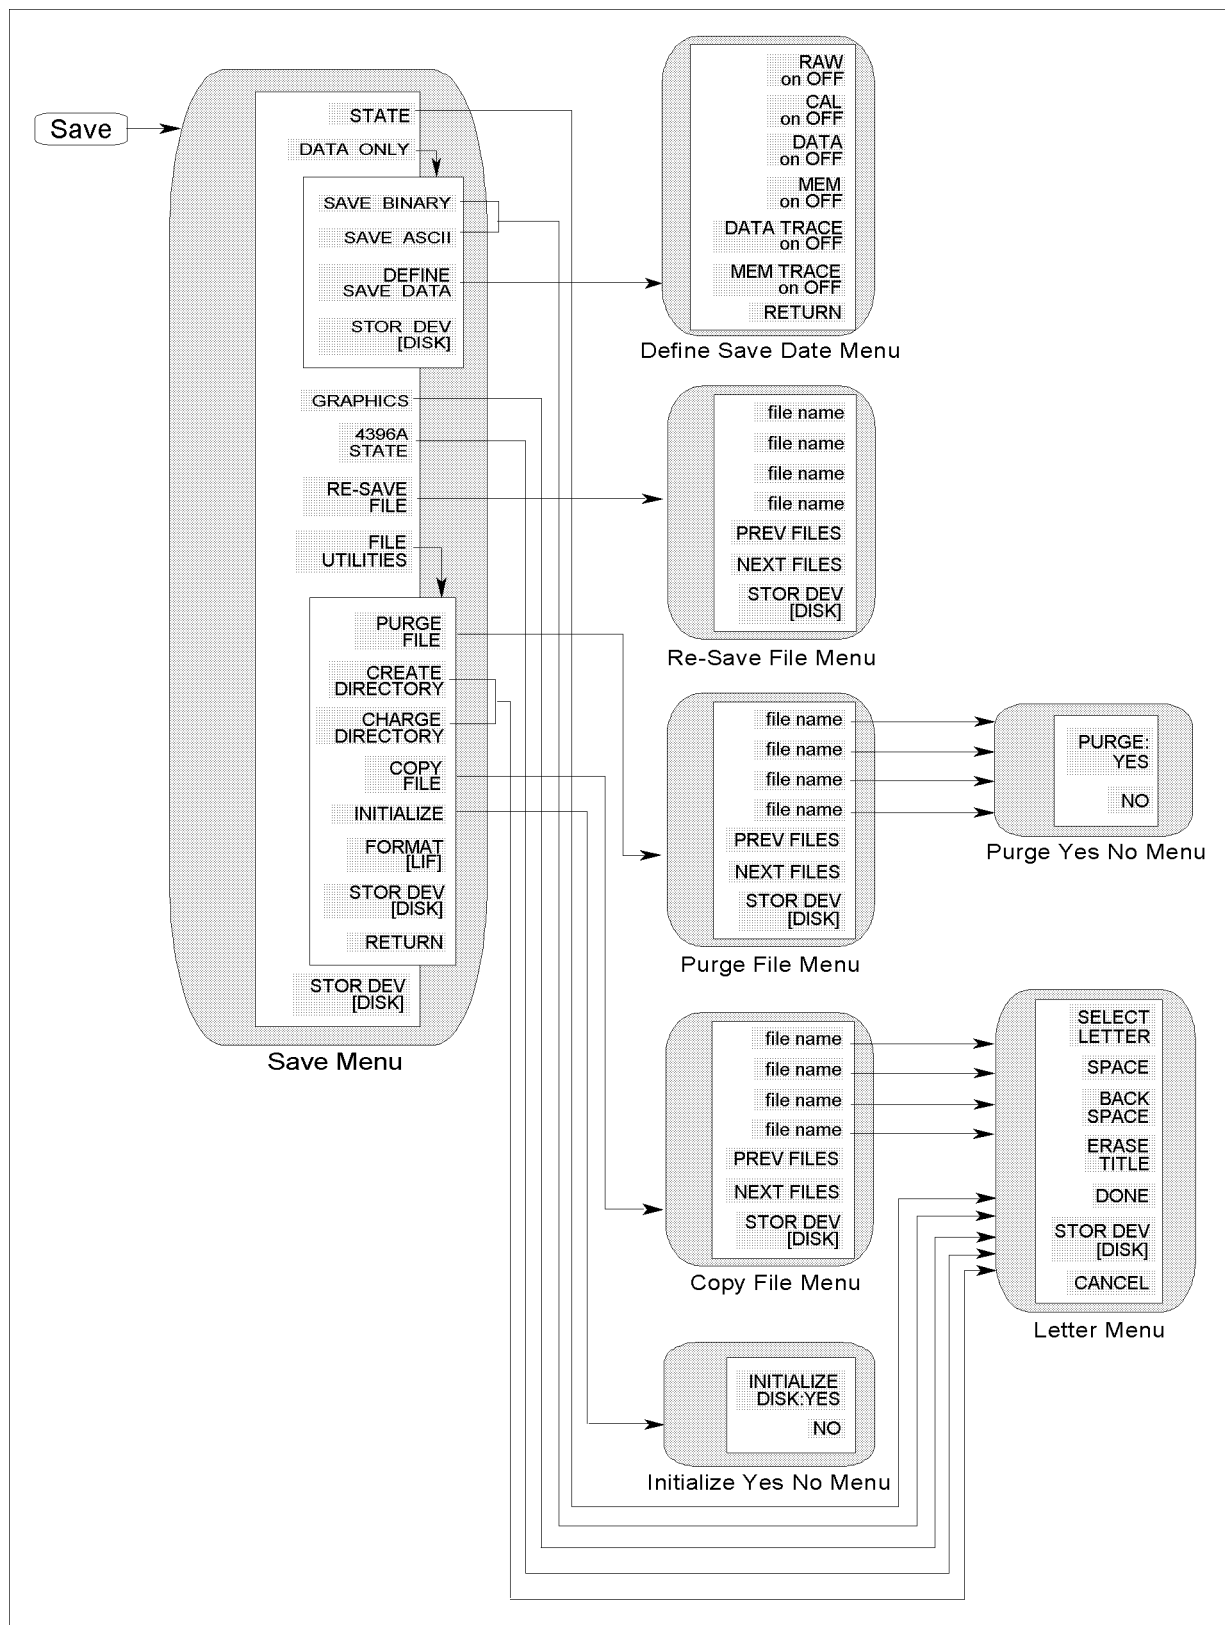 Save
STATE
DATA ONLY
SAVE BINARY
SAVE ASCII
DEFINE
SAVE DATA
STOR DEV
[DISK]
GRAPHICS
4396A
STATE
RE-SAVE
FILE
FILE
UTILITIES
PURGE
FILE
CREATE
DIRECTORY
CHARGE
DIRECTORY
COPY
FILE
INITIALIZE
FORMAT
[LIF]
STOR DEV
[DISK]
RETURN
STOR DEV
[DISK]
Save Menu
RAW
on OFF
CAL
on OFF
DATA
on OFF
MEM
on OFF
DATA TRACE
on OFF
MEM TRACE
on OFF
RETURN
Define Save Date Menu
file name
file name
file name
file name
PREV FILES
NEXT FILES
STOR DEV
[DISK]
Re-Save File Menu
file name
file name
file name
file name
PREV FILES
NEXT FILES
STOR DEV
[DISK]
Purge File Menu
PURGE:
YES
NO
Purge Yes No Menu
file name
file name
file name
file name
PREV FILES
NEXT FILES
STOR DEV
[DISK]
Copy File Menu
SELECT
LETTER
SPACE
BACK
SPACE
ERASE
TITLE
DONE
STOR DEV
[DISK]
CANCEL
Letter Menu
INITIALIZE
DISK:YES
NO
Initialize Yes No Menu